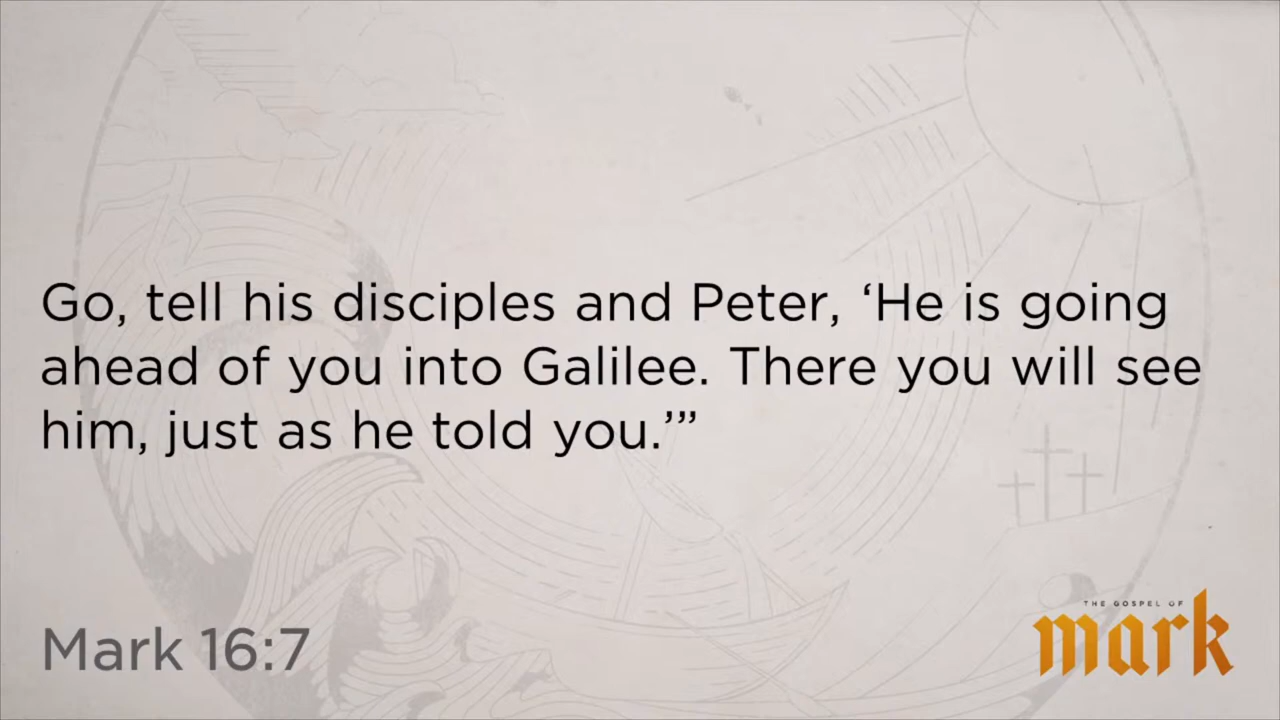 Go, tell his disciples and Peter, ‘He is going
ahead of you into Galilee. There you will see
him, just as he told you.’”
Mark 16:7
THE GOSPEL OF
mark